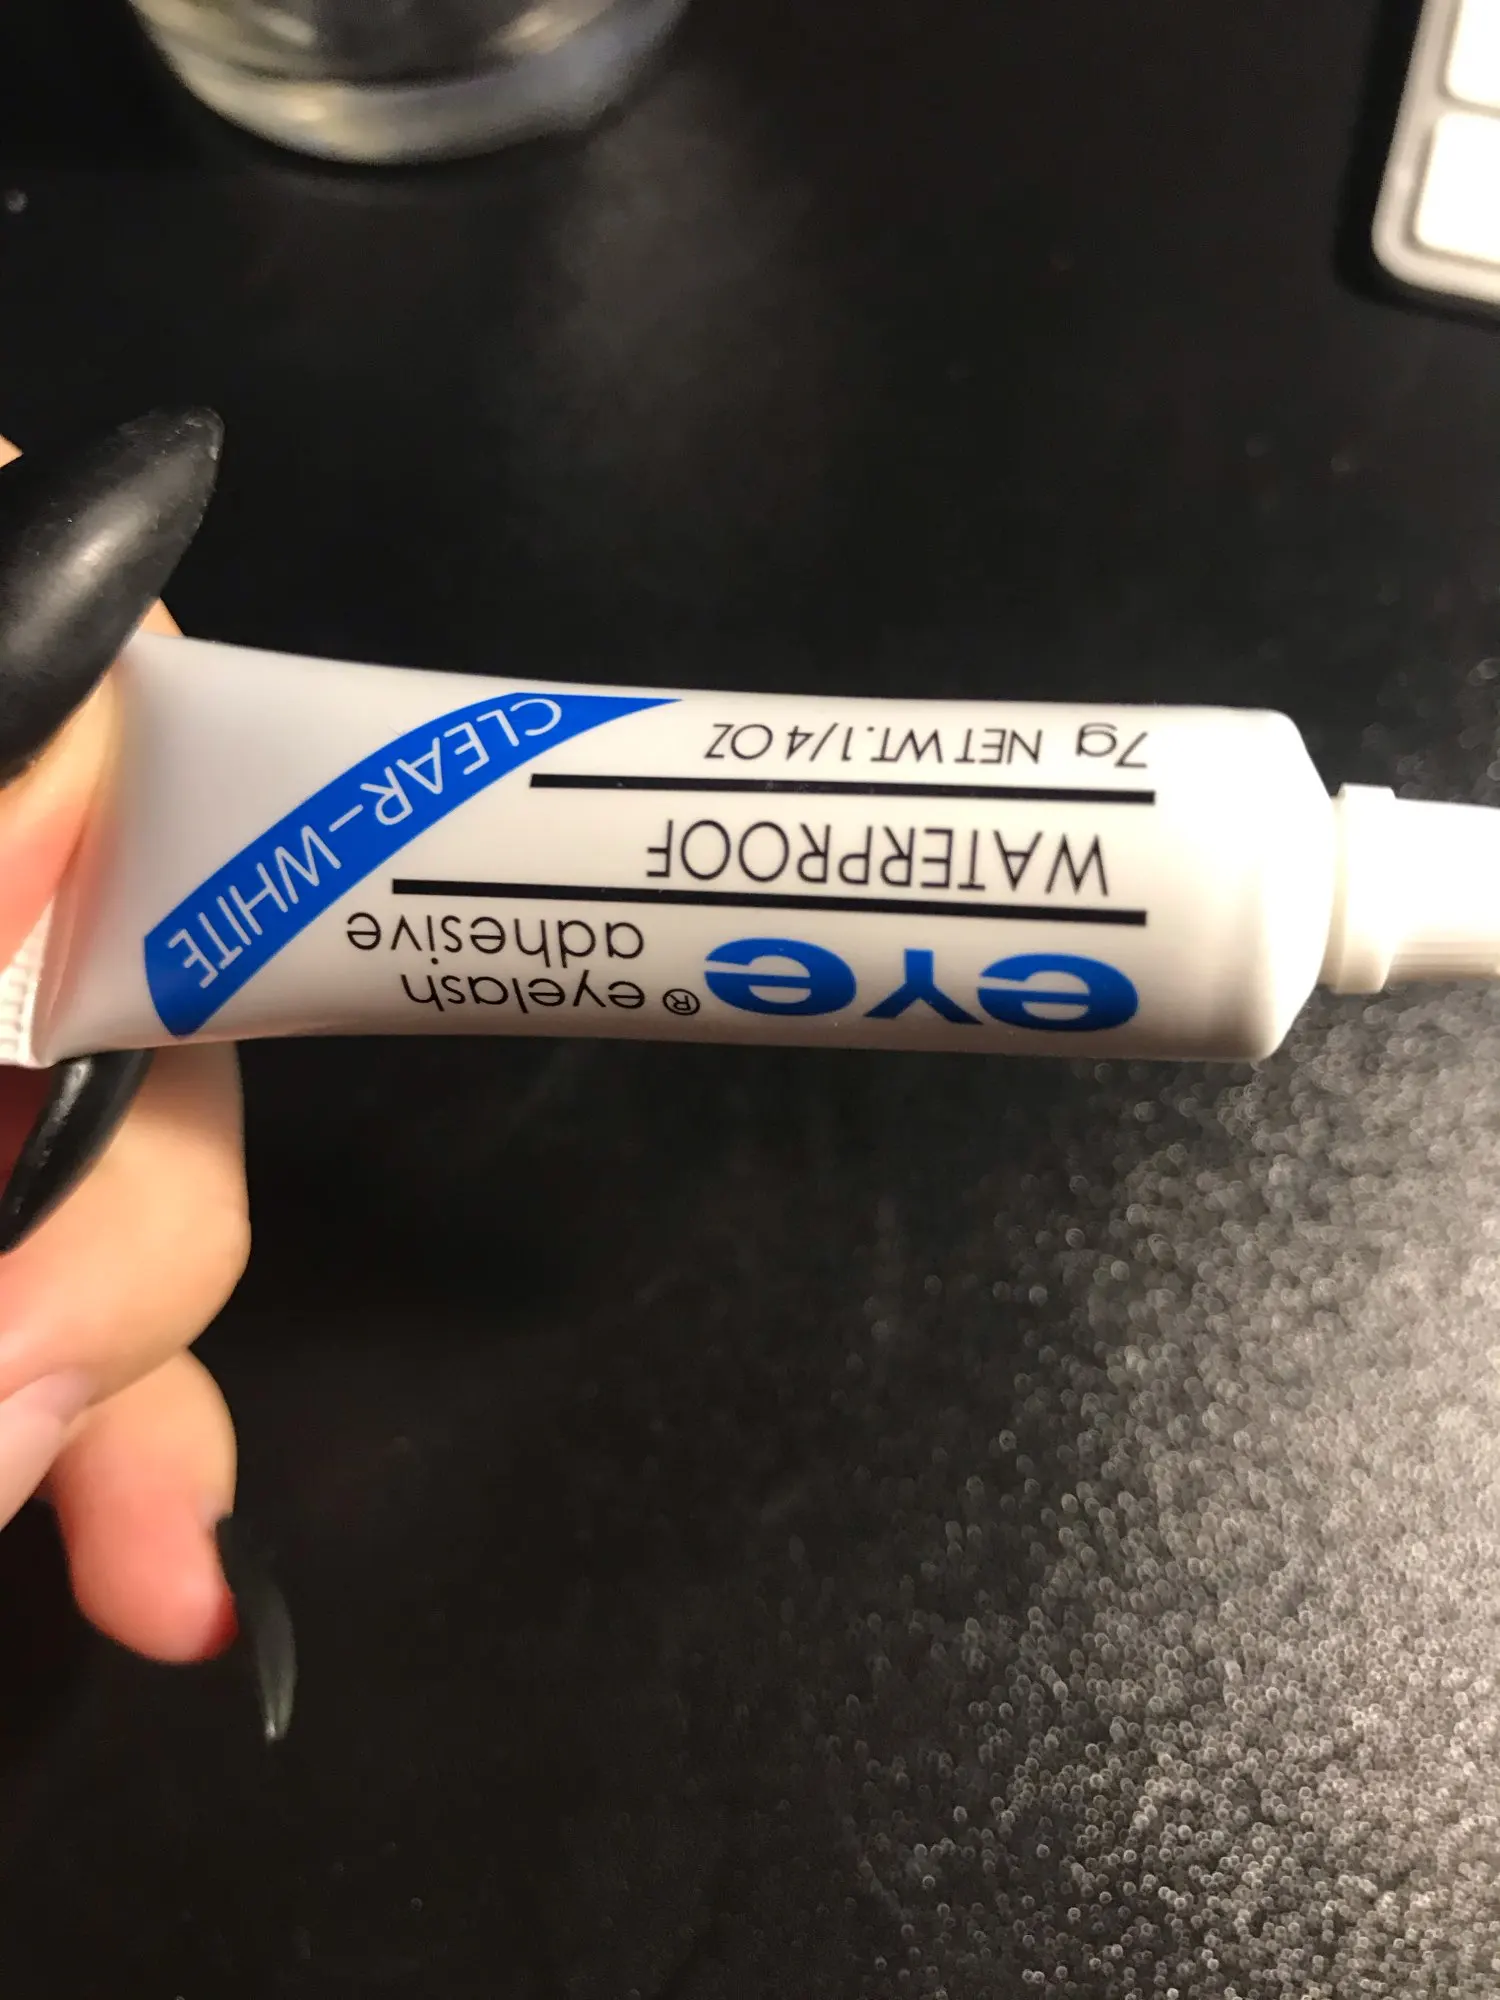 eye® eyelash
adhesive
WATERPROOF
7g NET WT.1/4 OZ
CLEAR-WHITE